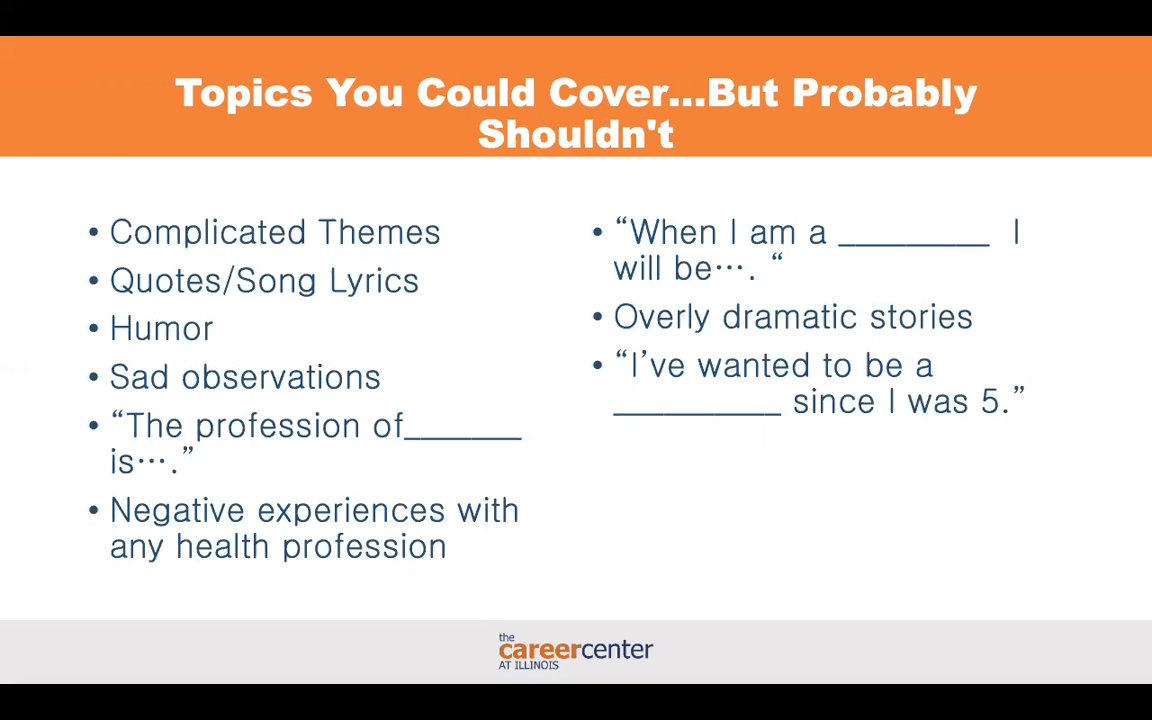 Topics You Could Cover...But Probably
Shouldn't
• Complicated Themes
• Quotes/Song Lyrics
• Humor
• Sad observations
• “The profession of_______
is….”
• Negative experiences with
any health profession
• “When I am a _________ I
will be…. “
• Overly dramatic stories
• “I’ve wanted to be a
__________ since I was 5.”
the
careercenter
AT ILLINOIS